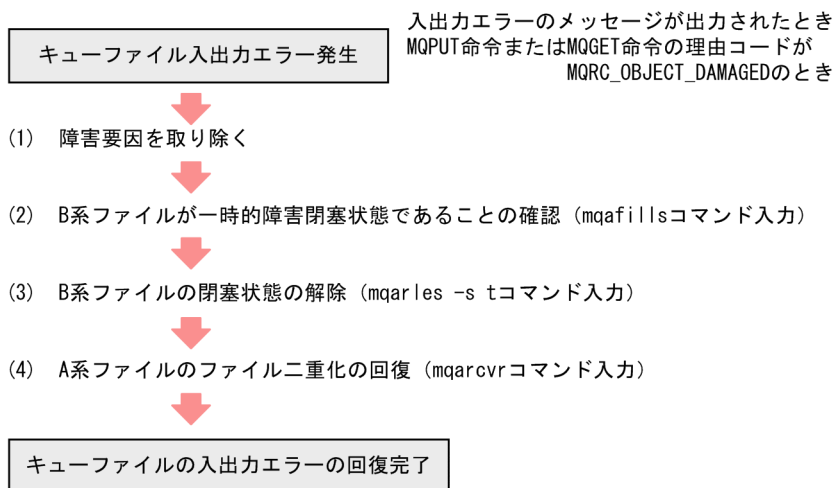 入出力エラーのメッセージが出力されたとき
MQPUT命令またはMQGET命令の理由コードが
MQRC_OBJECT_DAMAGEDのとき
キューファイル入出力エラー発生
(1) 障害要因を取り除く
(2) B系ファイルが一時的障害閉塞状態であることの確認（mqafillsコマンド入力）
(3) B系ファイルの閉塞状態の解除（mqarles -s tコマンド入力）
(4) A系ファイルのファイル二重化の回復（mqarcvrコマンド入力）
キューファイルの入出力エラーの回復完了